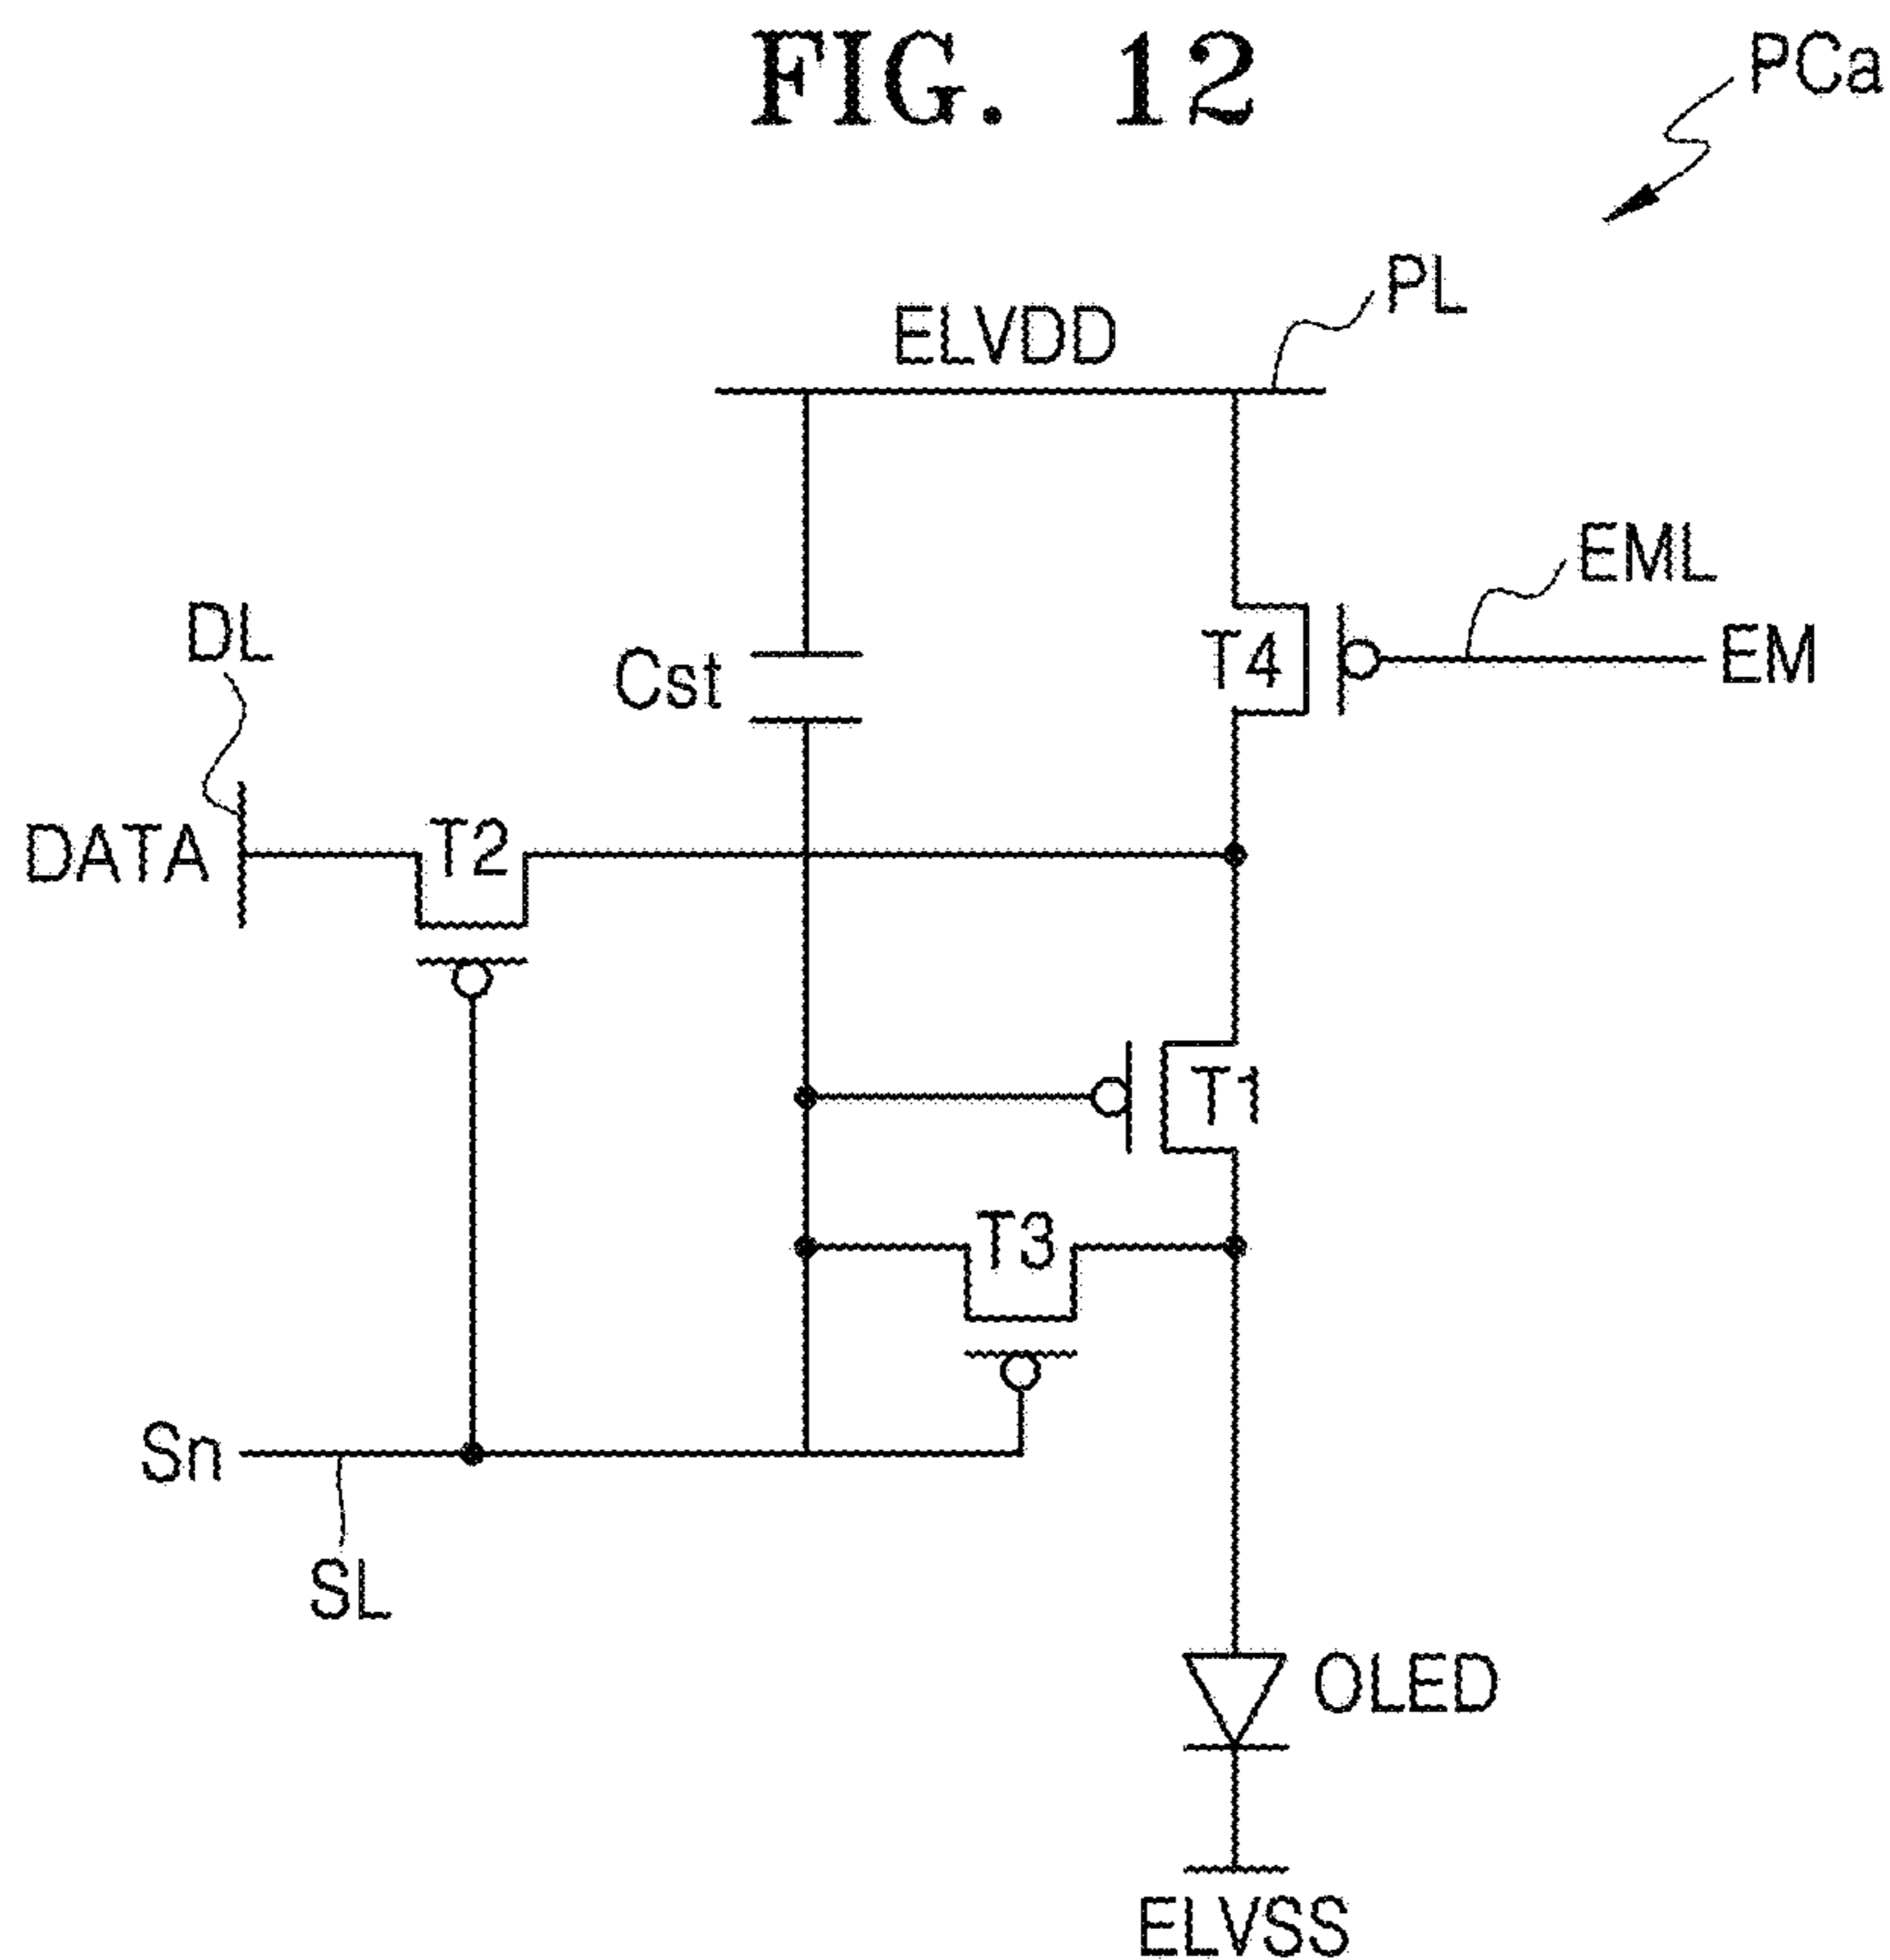 FIG. 12
PCa
PL
ELVDD
EML
EM
DL
Cst
T4
DATA
T2
T1
T3
Sn
SL
OLED
ELVSS